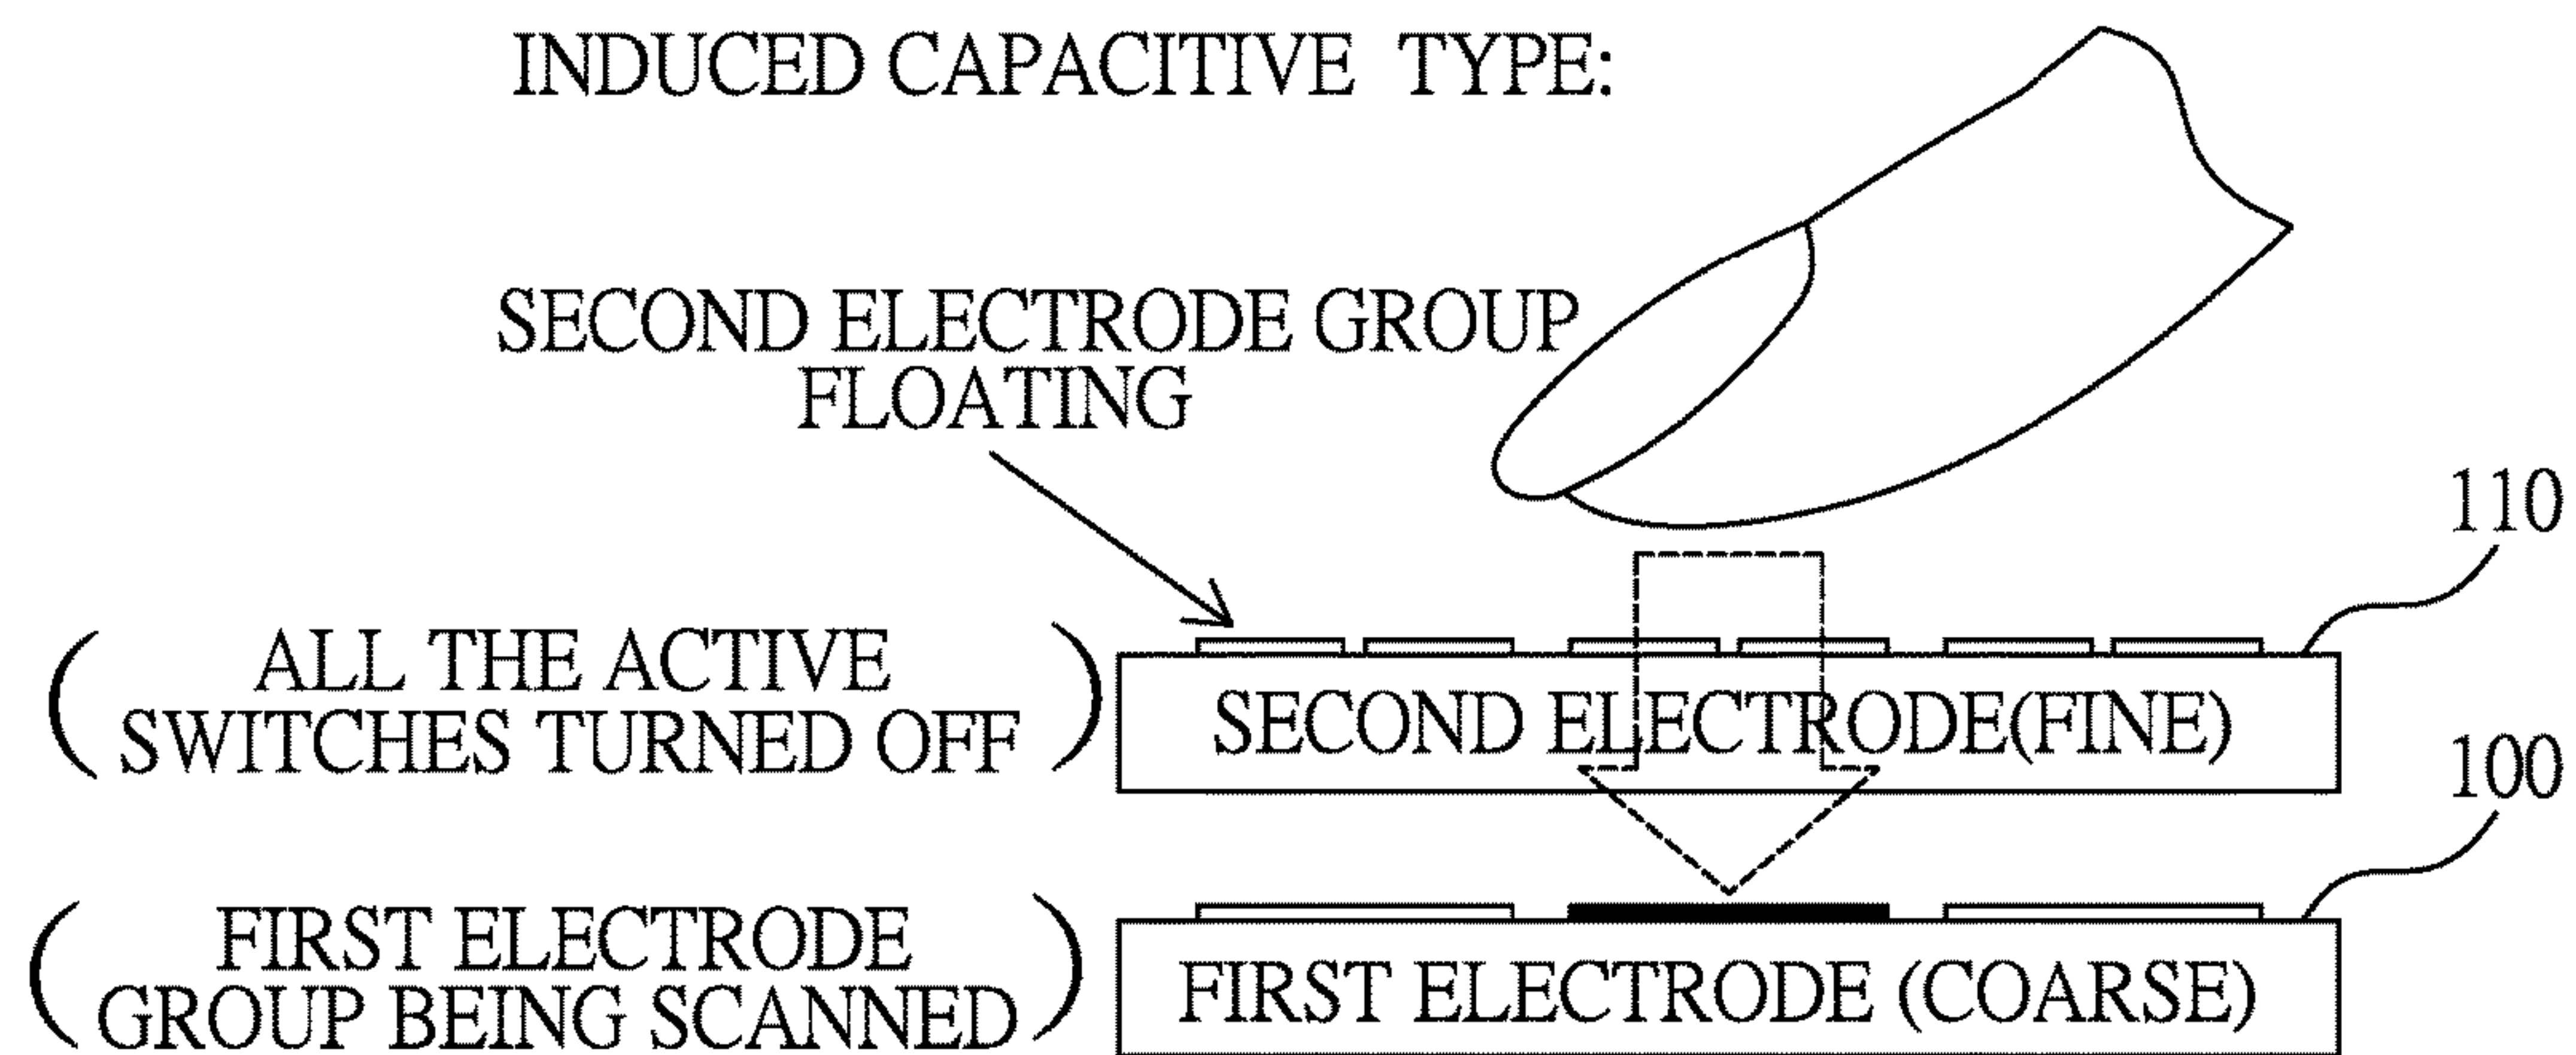 INDUCED CAPACITIVE TYPE:
SECOND ELECTRODE GROUP
FLOATING
110
ALL THE ACTIVE
SWITCHES TURNED OFF
SECOND ELECTRODE(FINE)
100
FIRST ELECTRODE
GROUP BEING SCANNED
FIRST ELECTRODE (COARSE)